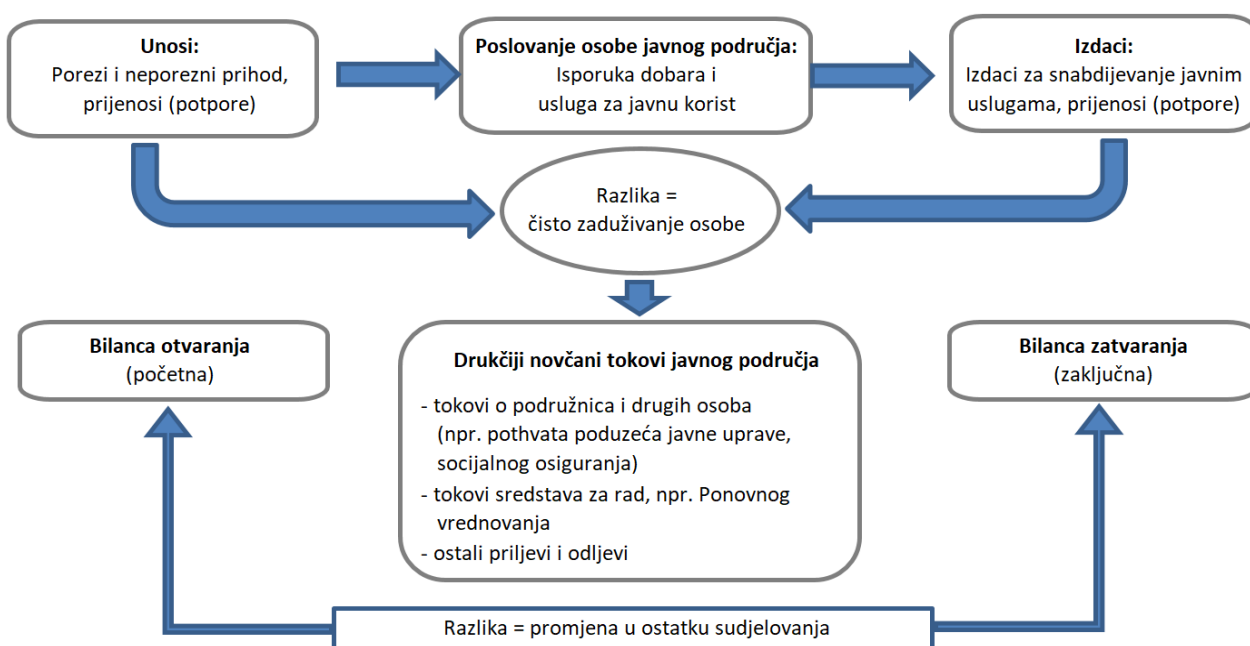 Unosi:
Porezi i neporezni prihod,
prijenosi (potpore)
Poslovanje osobe javnog područja:
Isporuka dobara i
usluga za javnu korist
Izdaci:
Izdaci za snabdijevanje javnim
uslugama, prijenosi (potpore)
Razlika =
čisto zaduživanje osobe
Bilanca otvaranja
(početna)
Drukčiji novčani tokovi javnog područja
- tokovi o podružnica i drugih osoba
(npr. pothvata poduzeća javne uprave,
socijalnog osiguranja)
- tokovi sredstava za rad, npr. Ponovnog
vrednovanja
- ostali priljevi i odljevi
Bilanca zatvaranja
(zaključna)
Razlika = promjena u ostatku sudjelovanja